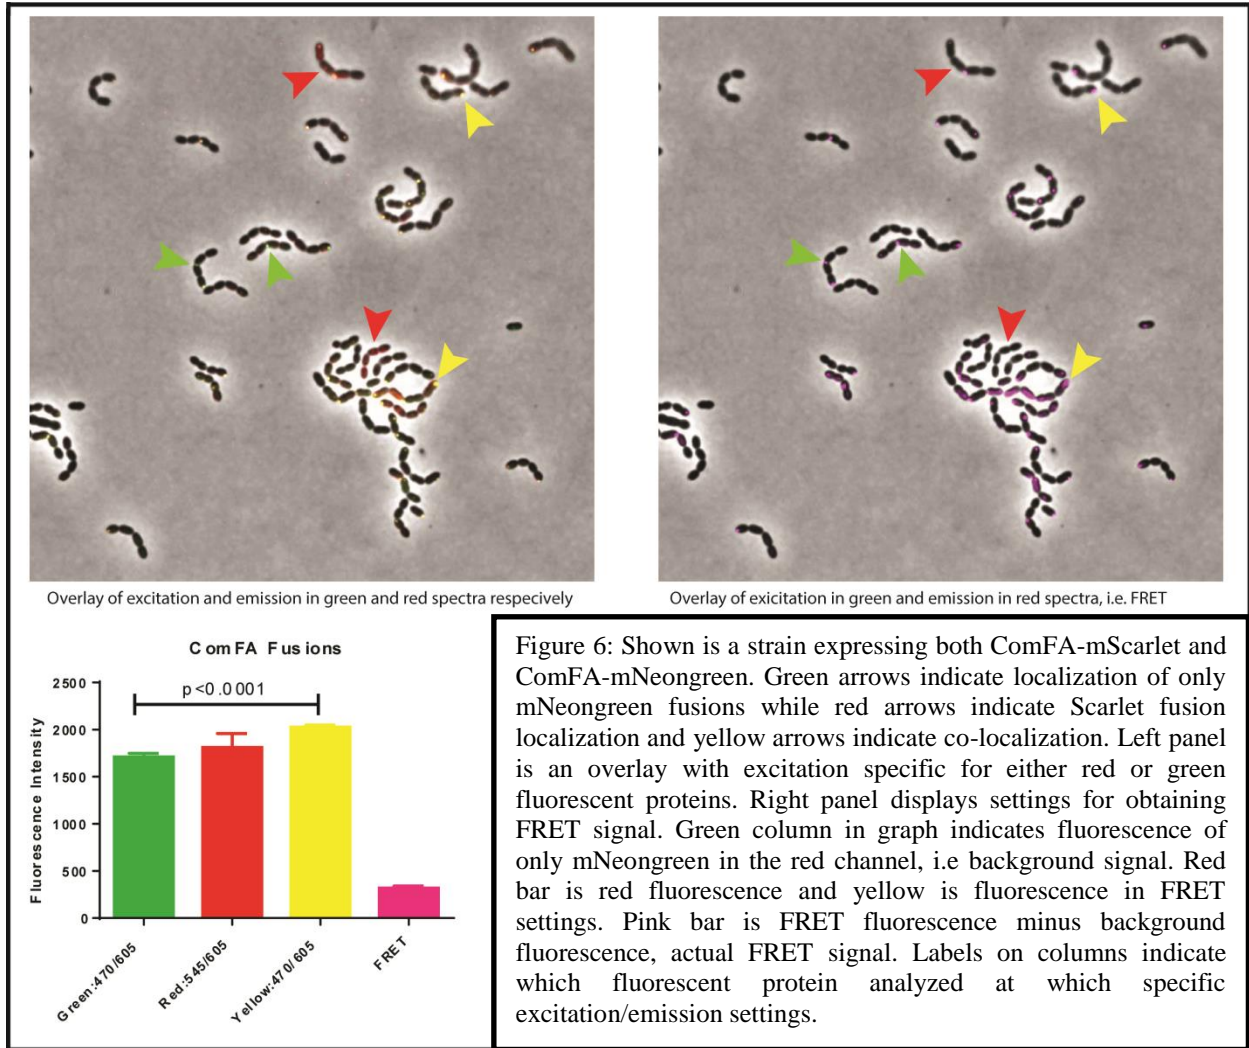 Overlay of excitation and emission in green and red spectra respecively
Overlay of exicitation in green and emission in red spectra, i.e. FRET
ComFA Fusions
p<0.0001
2500
2000
1500
1000
500
0
Fluorescence Intensity
Green:470/605
Red:545/605
Yellow:470/605
FRET
Figure 6: Shown is a strain expressing both ComFA-mScarlet and
ComFA-mNeongreen. Green arrows indicate localization of only
mNeongreen fusions while red arrows indicate Scarlet fusion
localization and yellow arrows indicate co-localization. Left panel
is an overlay with excitation specific for either red or green
fluorescent proteins. Right panel displays settings for obtaining
FRET signal. Green column in graph indicates fluorescence of
only mNeongreen in the red channel, i.e background signal. Red
bar is red fluorescence and yellow is fluorescence in FRET
settings. Pink bar is FRET fluorescence minus background
fluorescence, actual FRET signal. Labels on columns indicate
which fluorescent protein analyzed at which specific
excitation/emission settings.